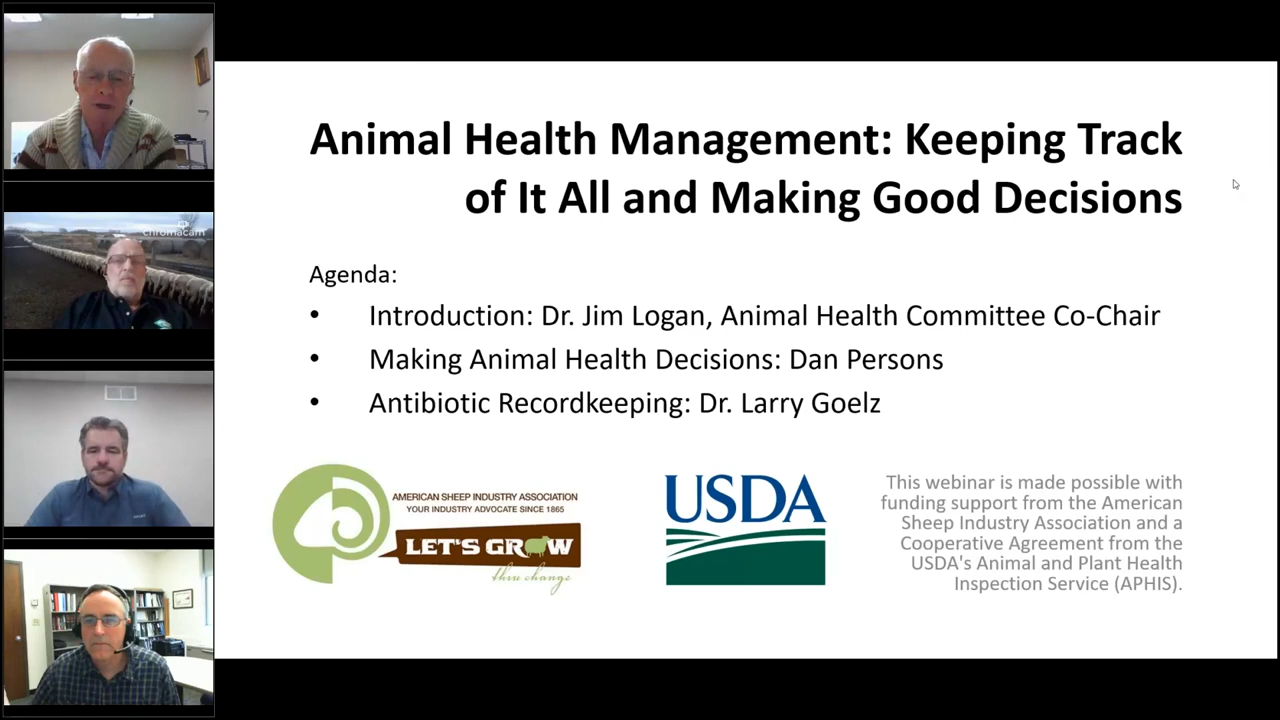 chromacam
Animal Health Management: Keeping Track
of It All and Making Good Decisions
Agenda:
• Introduction: Dr. Jim Logan, Animal Health Committee Co-Chair
• Making Animal Health Decisions: Dan Persons
• Antibiotic Recordkeeping: Dr. Larry Goelz
AMERICAN SHEEP INDUSTRY ASSOCIATION
YOUR INDUSTRY ADVOCATE SINCE 1865
LET'S GROW
thru change
USDA
This webinar is made possible with
funding support from the American
Sheep Industry Association and a
Cooperative Agreement from the
USDA's Animal and Plant Health
Inspection Service (APHIS).